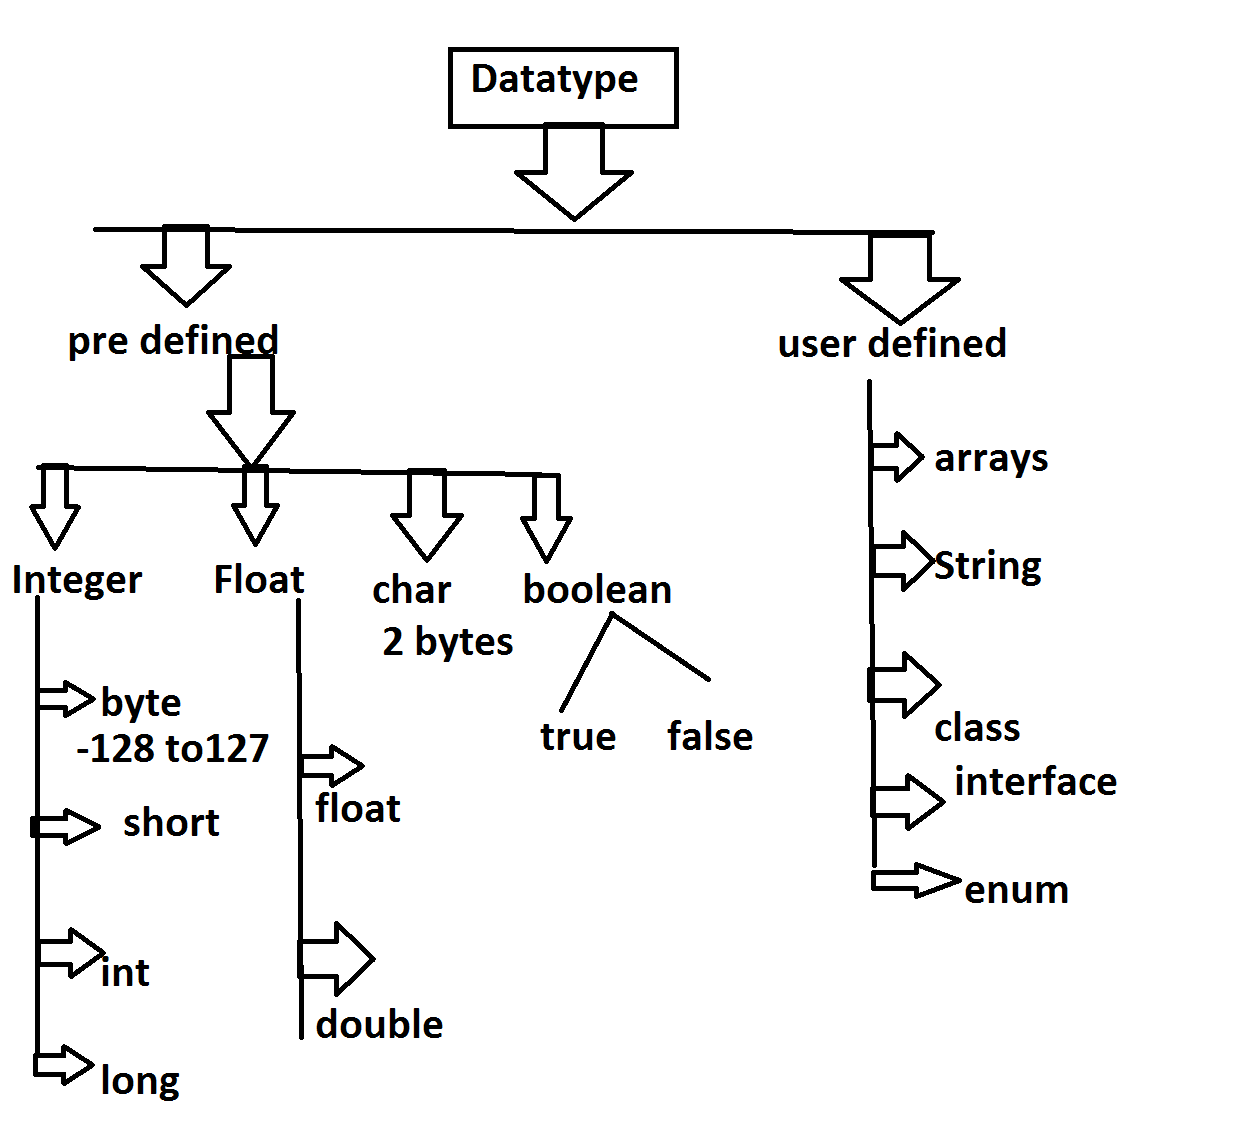 Datatype
pre defined
user defined
Integer
Float
char
2 bytes
boolean
true
false
byte
-128 to127
short
int
long
float
double
arrays
String
class
interface
enum